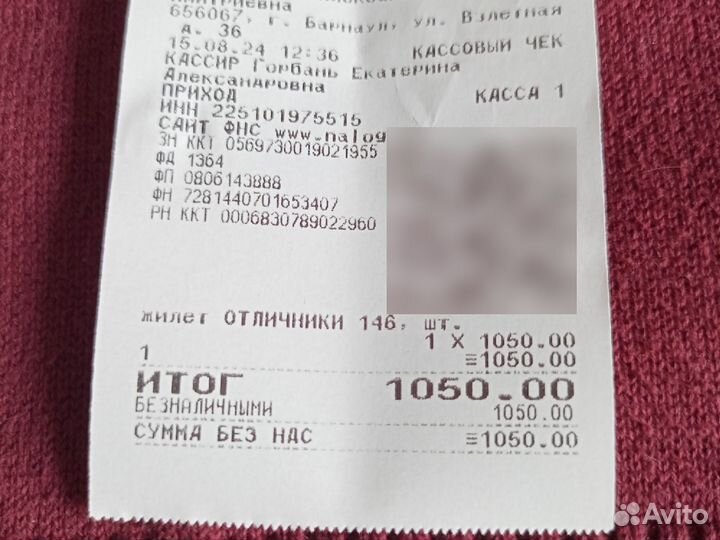 656067, г. Барнаул, ул. Взлетная
д. 36
15.08.24 12:36 КАССОВЫЙ ЧЕК
КАССИР Горбань Екатерина
Александровна
ПРИХОД КАССА 1
ИНН 225101975515
САЙТ ФНС www.nalog
ЗН ККТ 0569730019021955
ФД 1364
ФП 0806143888
ФН 7281440701653407
РН ККТ 0006830789022960
жилет ОТЛИЧНИКИ 146, шт.
1 X 1050.00
1 ≡1050.00
ИТОГ 1050.00
БЕЗНАЛИЧНЫМИ 1050.00
СУММА БЕЗ НДС ≡1050.00
Avito